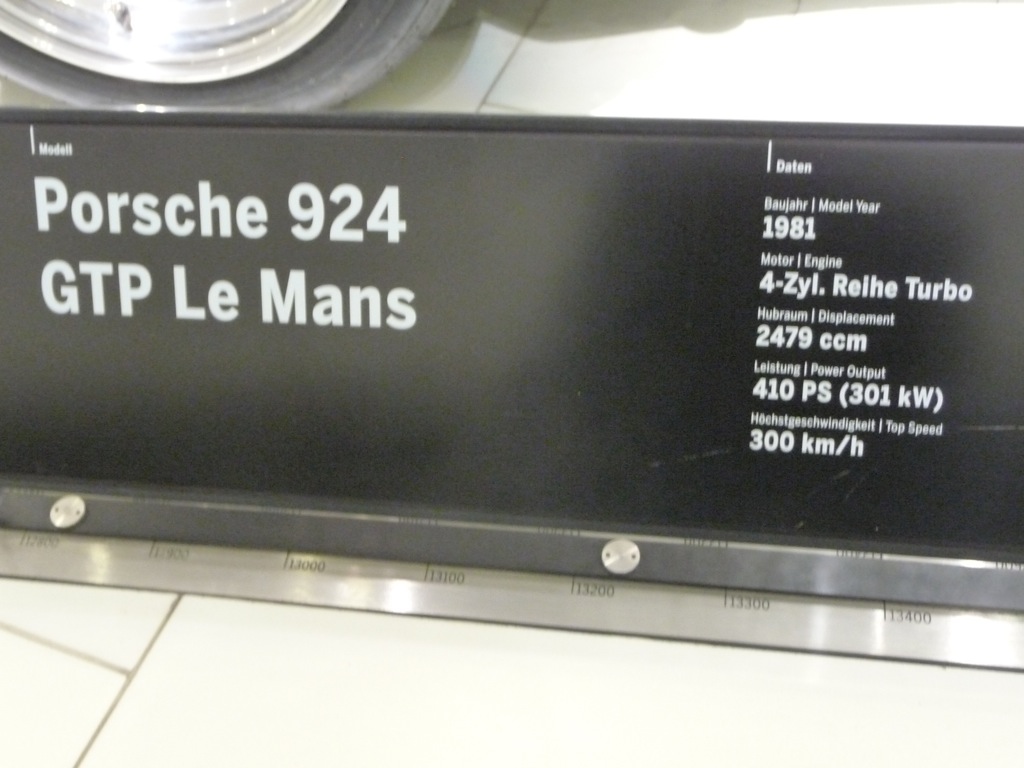 Modell
Porsche 924
GTP Le Mans
Daten
Baujahr | Model Year
1981
Motor | Engine
4-Zyl. Reihe Turbo
Hubraum | Displacement
2479 ccm
Leistung | Power Output
410 PS (301 kW)
Höchstgeschwindigkeit | Top Speed
300 km/h
12800 12900 13000 13100 13200 13300 13400